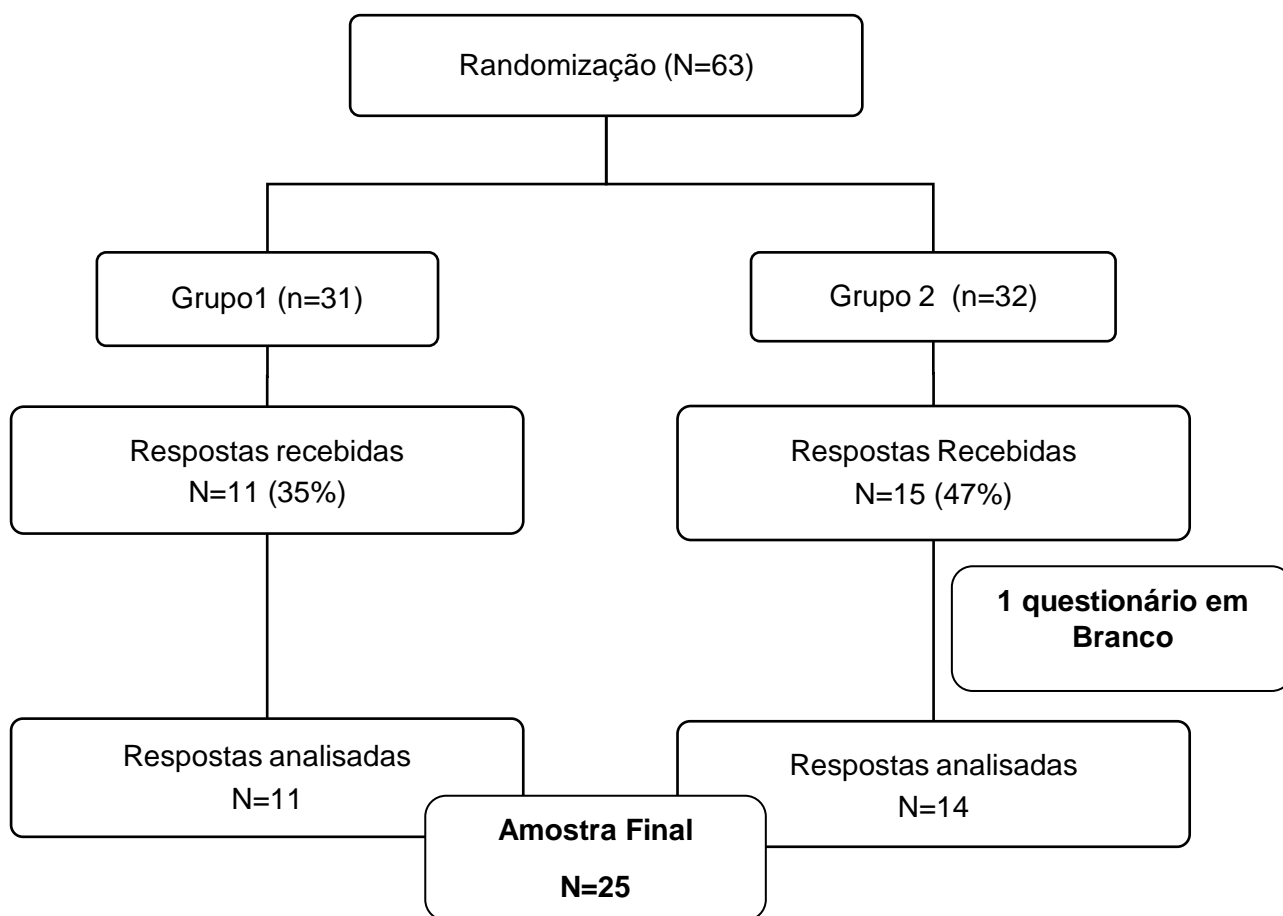 Randomização (N=63)
Grupo1 (n=31)
Grupo 2 (n=32)
Respostas recebidas
N=11 (35%)
Respostas Recebidas
N=15 (47%)
1 questionário em
Branco
Respostas analisadas
N=11
Respostas analisadas
N=14
Amostra Final
N=25